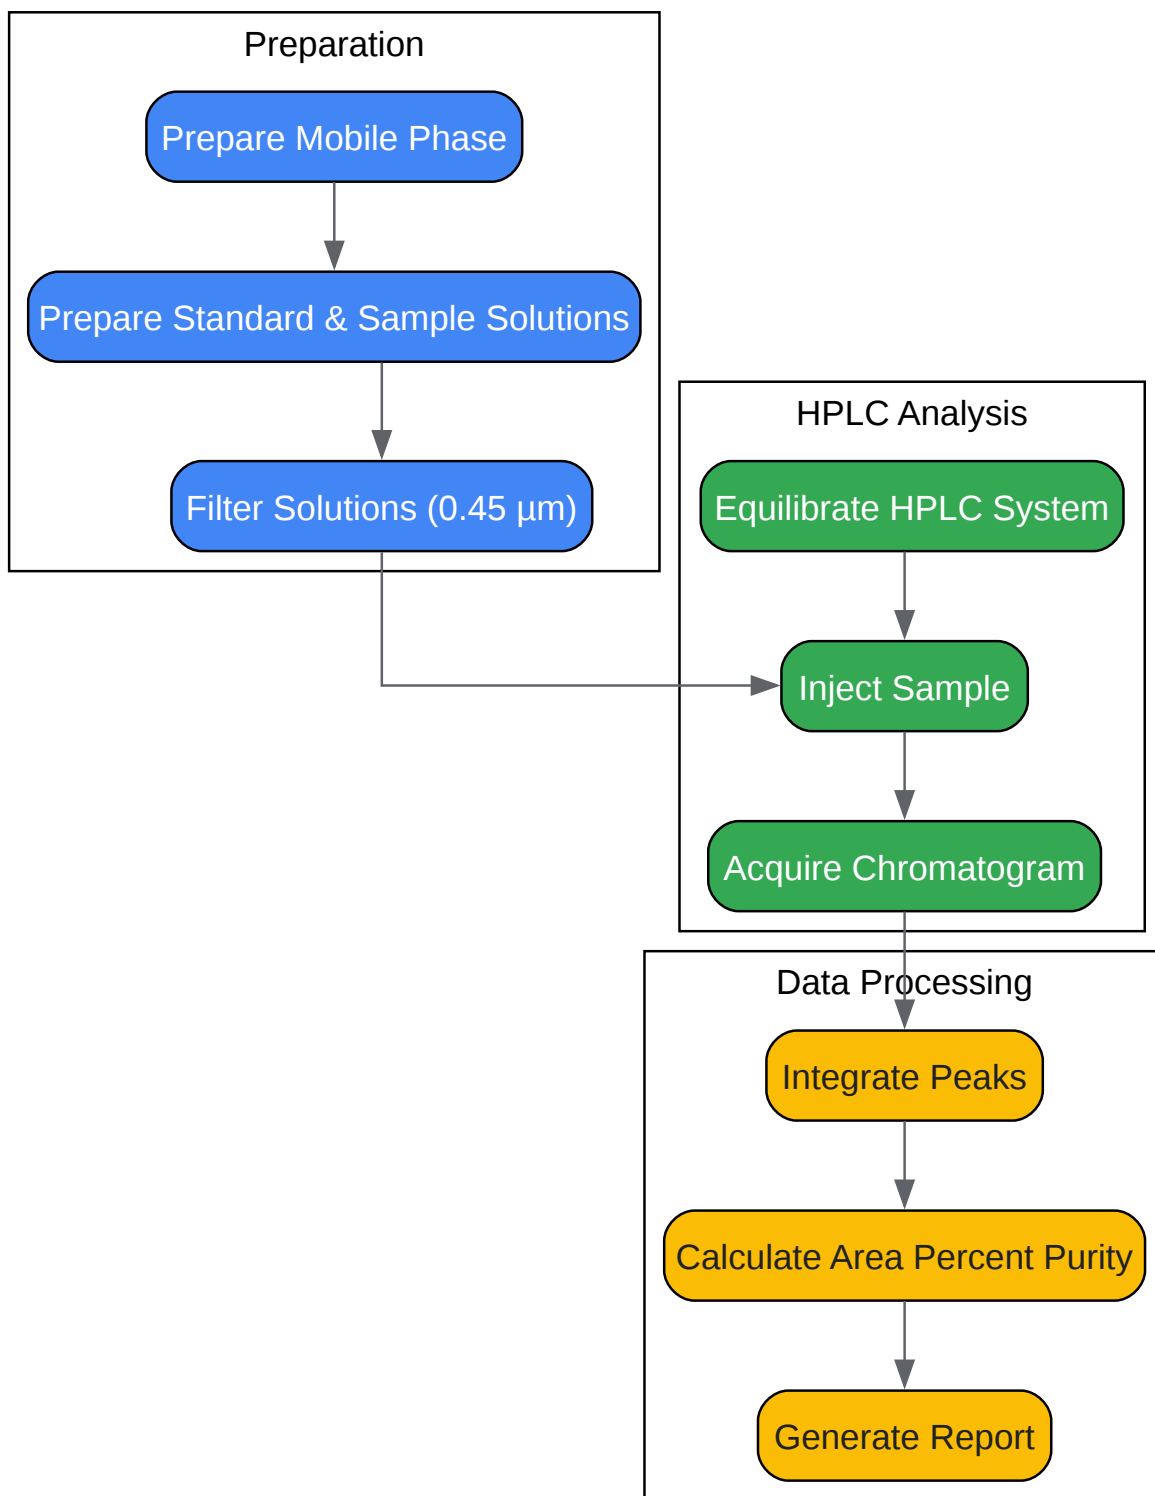 Preparation
Prepare Mobile Phase
Prepare Standard & Sample Solutions
Filter Solutions (0.45 µm)
HPLC Analysis
Equilibrate HPLC System
Inject Sample
Acquire Chromatogram
Data Processing
Integrate Peaks
Calculate Area Percent Purity
Generate Report